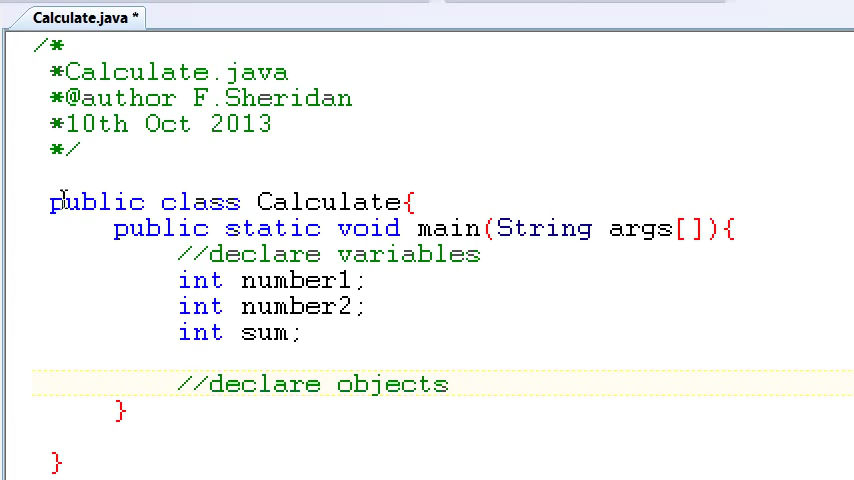 Calculate.java *
/*
*Calculate.java
*@author F.Sheridan
*10th Oct 2013
*/
public class Calculate{
public static void main(String args[]){
//declare variables
int number1;
int number2;
int sum;
//declare objects
}
}